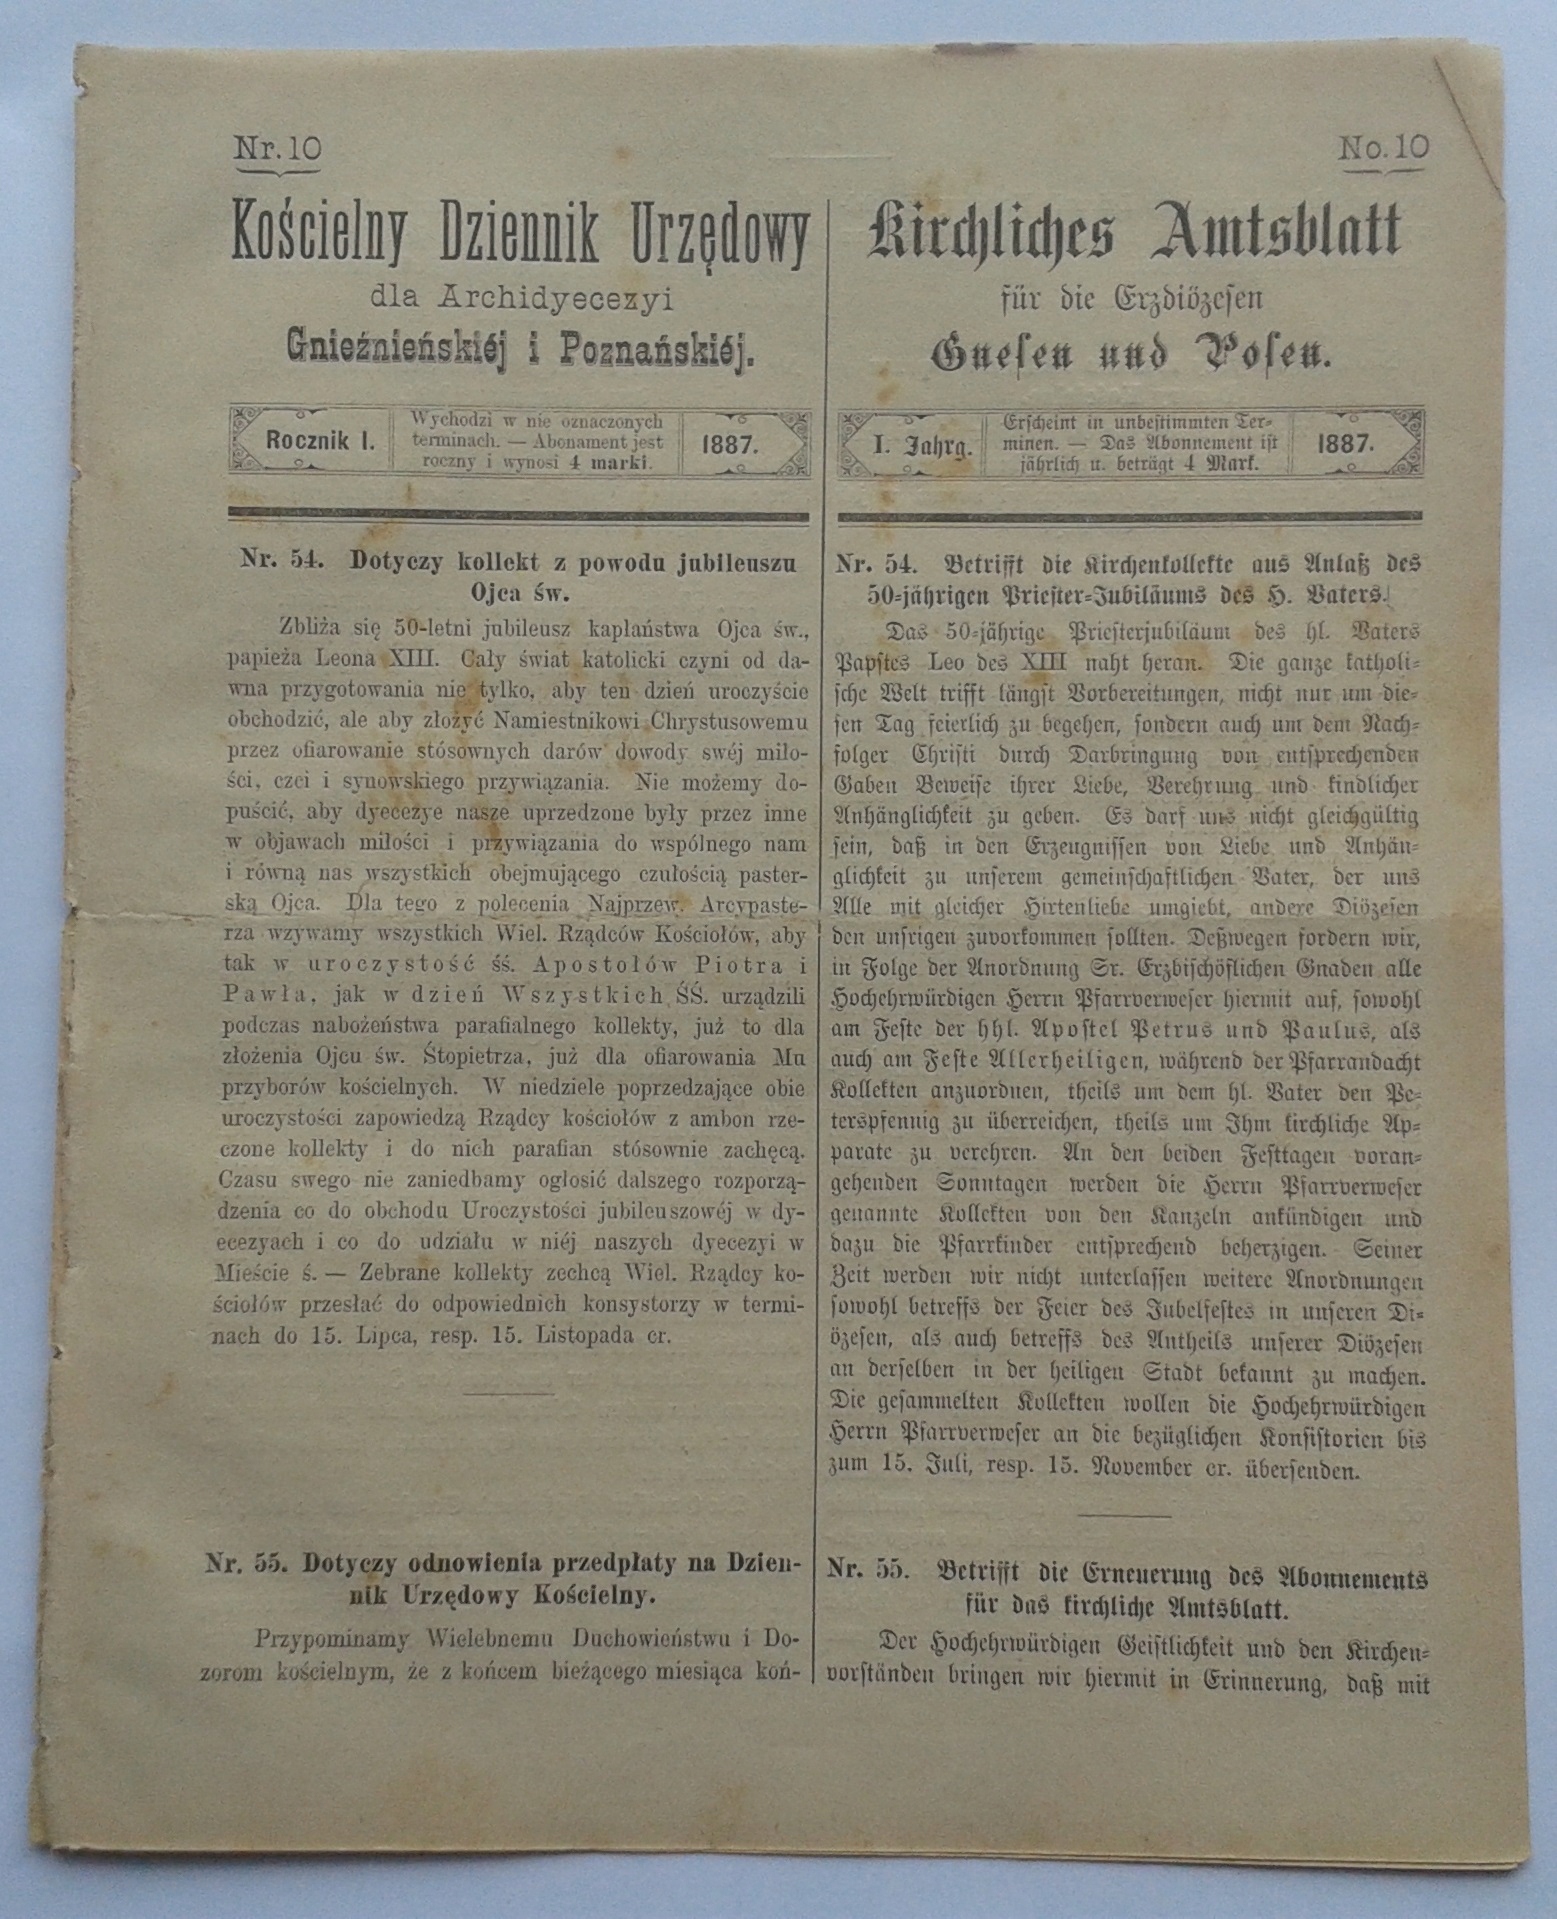 Nr. 10
Kościelny Dziennik Urzędowy
dla Archidyecezyi
Gnieźnieńskiéj i Poznańskiéj.
Rocznik I.
Wychodzi w nie oznaczonych
terminach. — Abonament jest
roczny i wynosi 4 marki.
1887.
Nr. 54. Dotyczy kollekt z powodu jubileuszu
Ojca św.
Zbliża się 50-letni jubileusz kapłaństwa Ojca św.,
papieża Leona XIII. Cały świat katolicki czyni od da-
wna przygotowania nie tylko, aby ten dzień uroczyście
obchodzić, ale aby złożyć Namiestnikowi Chrystusowemu
przez ofiarowanie stósownych darów dowody swéj miło-
ści, czci i synowskiego przywiązania. Nie możemy do-
puścić, aby dyecezye nasze uprzedzone były przez inne
w objawach miłości i przywiązania do wspólnego nam
i równą nas wszystkich obejmującego czułością paster-
ską Ojca. Dla tego z polecenia Najprzew. Arcypaste-
rza wzywamy wszystkich Wiel. Rządców Kościołów, aby
tak w uroczystość śś. Apostołów Piotra i
Pawła, jak w dzień Wszystkich ŚŚ. urządzili
podczas nabożeństwa parafialnego kollekty, już to dla
złożenia Ojcu św. Śtopietrza, już dla ofiarowania Mu
przyborów kościelnych. W niedziele poprzedzające obie
uroczystości zapowiedzą Rządcy kościołów z ambon rze-
czone kollekty i do nich parafian stósownie zachęcą.
Czasu swego nie zaniedbamy ogłosić dalszego rozporzą-
dzenia co do obchodu Uroczystości jubileuszowéj w dy-
ecezyach i co do udziału w niéj naszych dyecezyi w
Mieście ś. — Zebrane kollekty zechcą Wiel. Rządcy ko-
ściołów przesłać do odpowiednich konsystorzy w termi-
nach do 15. Lipca, resp. 15. Listopada cr.
Nr. 55. Dotyczy odnowienia przedpłaty na Dzien-
nik Urzędowy Kościelny.
Przypominamy Wielebnemu Duchowieństwu i Do-
zorom kościelnym, że z końcem bieżącego miesiąca koń-
No. 10
Kirchliches Amtsblatt
für die Erzdiözesen
Gnesen und Posen.
I. Jahrg.
Erscheint in unbestimmten Ter-
minen. — Das Abonnement ist
jährlich u. beträgt 4 Mark.
1887.
Nr. 54. Betrifft die Kirchenkollekte aus Anlaß des
50-jährigen Priester-Jubiläums des H. Vaters.
Das 50-jährige Priesterjubiläum des hl. Vaters
Papstes Leo des XIII naht heran. Die ganze katholi-
sche Welt trifft längst Vorbereitungen, nicht nur um die-
sen Tag feierlich zu begehen, sondern auch um dem Nach-
folger Christi durch Darbringung von entsprechenden
Gaben Beweise ihrer Liebe, Verehrung und kindlicher
Anhänglichkeit zu geben. Es darf uns nicht gleichgültig
sein, daß in den Erzeugnissen von Liebe und Anhän-
glichkeit zu unserem gemeinschaftlichen Vater, der uns
Alle mit gleicher Hirtenliebe umgiebt, andere Diözesen
den unsrigen zuvorkommen sollten. Deßwegen fordern wir,
in Folge der Anordnung Sr. Erzbischöflichen Gnaden alle
Hochehrwürdigen Herrn Pfarrverweser hiermit auf, sowohl
am Feste der hhl. Apostel Petrus und Paulus, als
auch am Feste Allerheiligen, während der Pfarrandacht
Kollekten anzuordnen, theils um dem hl. Vater den Pe-
terspfennig zu überreichen, theils um Ihm kirchliche Ap-
parate zu verehren. An den beiden Festtagen voran-
gehenden Sonntagen werden die Herrn Pfarrverweser
genannte Kollekten von den Kanzeln ankündigen und
dazu die Pfarrkinder entsprechend beherzigen. Seiner
Zeit werden wir nicht unterlassen weitere Anordnungen
sowohl betreffs der Feier des Jubelfestes in unseren Di-
özesen, als auch betreffs des Antheils unserer Diözesen
an derselben in der heiligen Stadt bekannt zu machen.
Die gesammelten Kollekten wollen die Hochehrwürdigen
Herrn Pfarrverweser an die bezüglichen Konsistorien bis
zum 15. Juli, resp. 15. November cr. übersenden.
Nr. 55. Betrifft die Erneuerung des Abonnements
für das kirchliche Amtsblatt.
Der Hochehrwürdigen Geistlichkeit und den Kirchen-
vorständen bringen wir hiermit in Erinnerung, daß mit